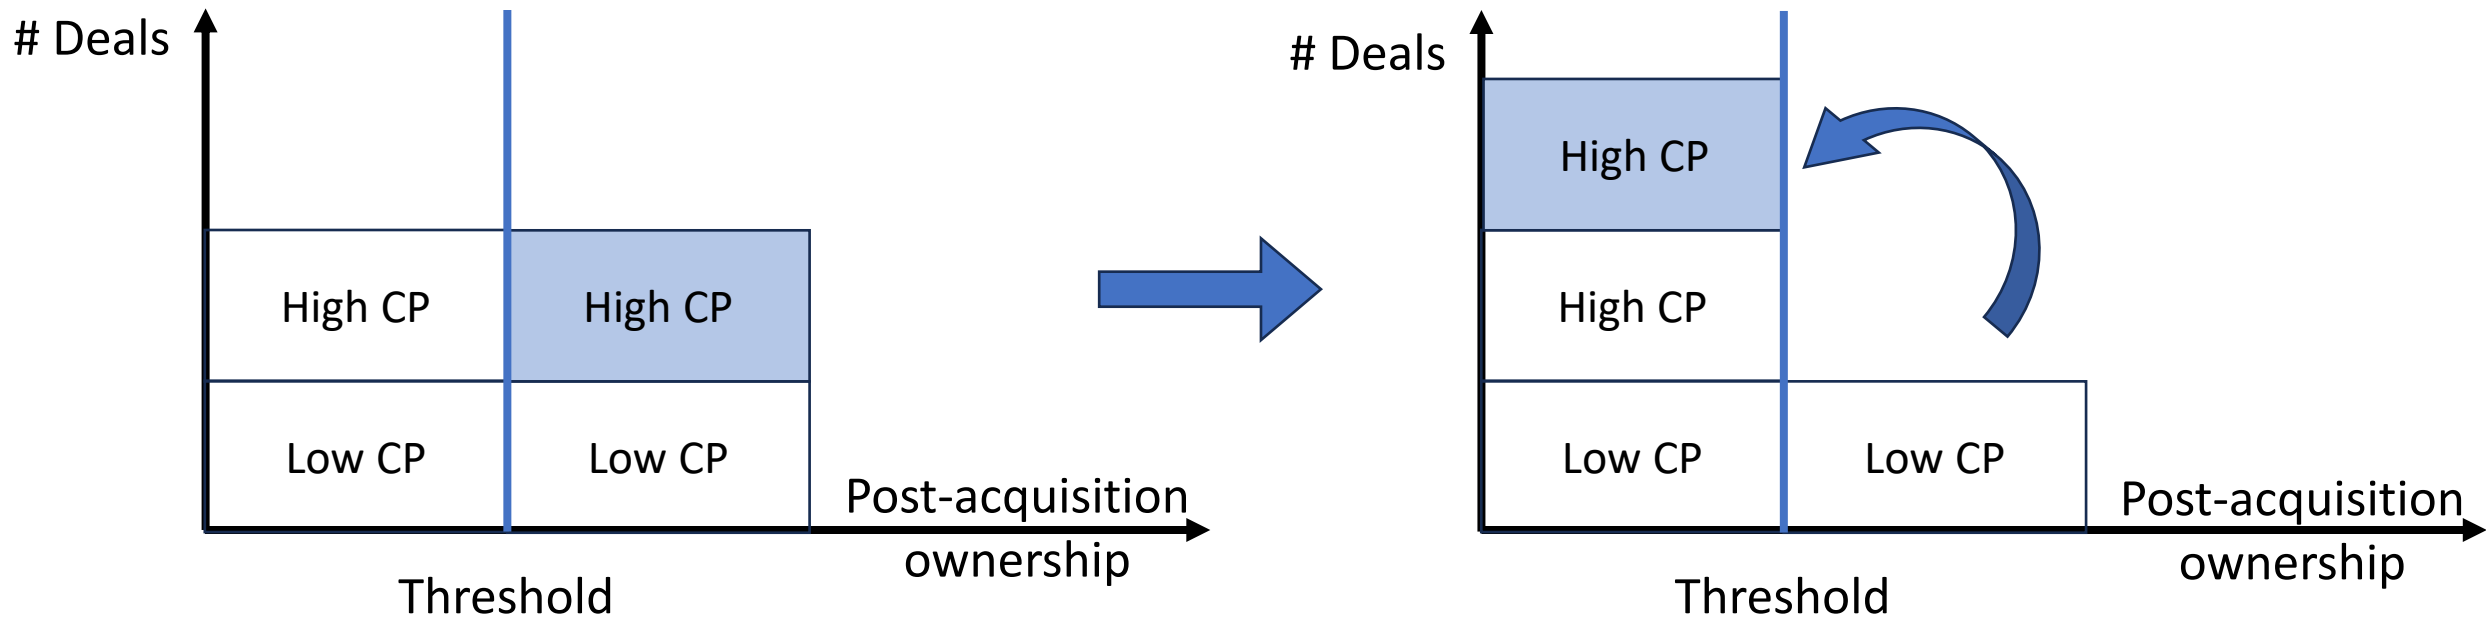 # Deals
High CP
High CP
Low CP
Low CP
Post-acquisition
ownership
Threshold
# Deals
High CP
High CP
Low CP
Low CP
Post-acquisition
ownership
Threshold